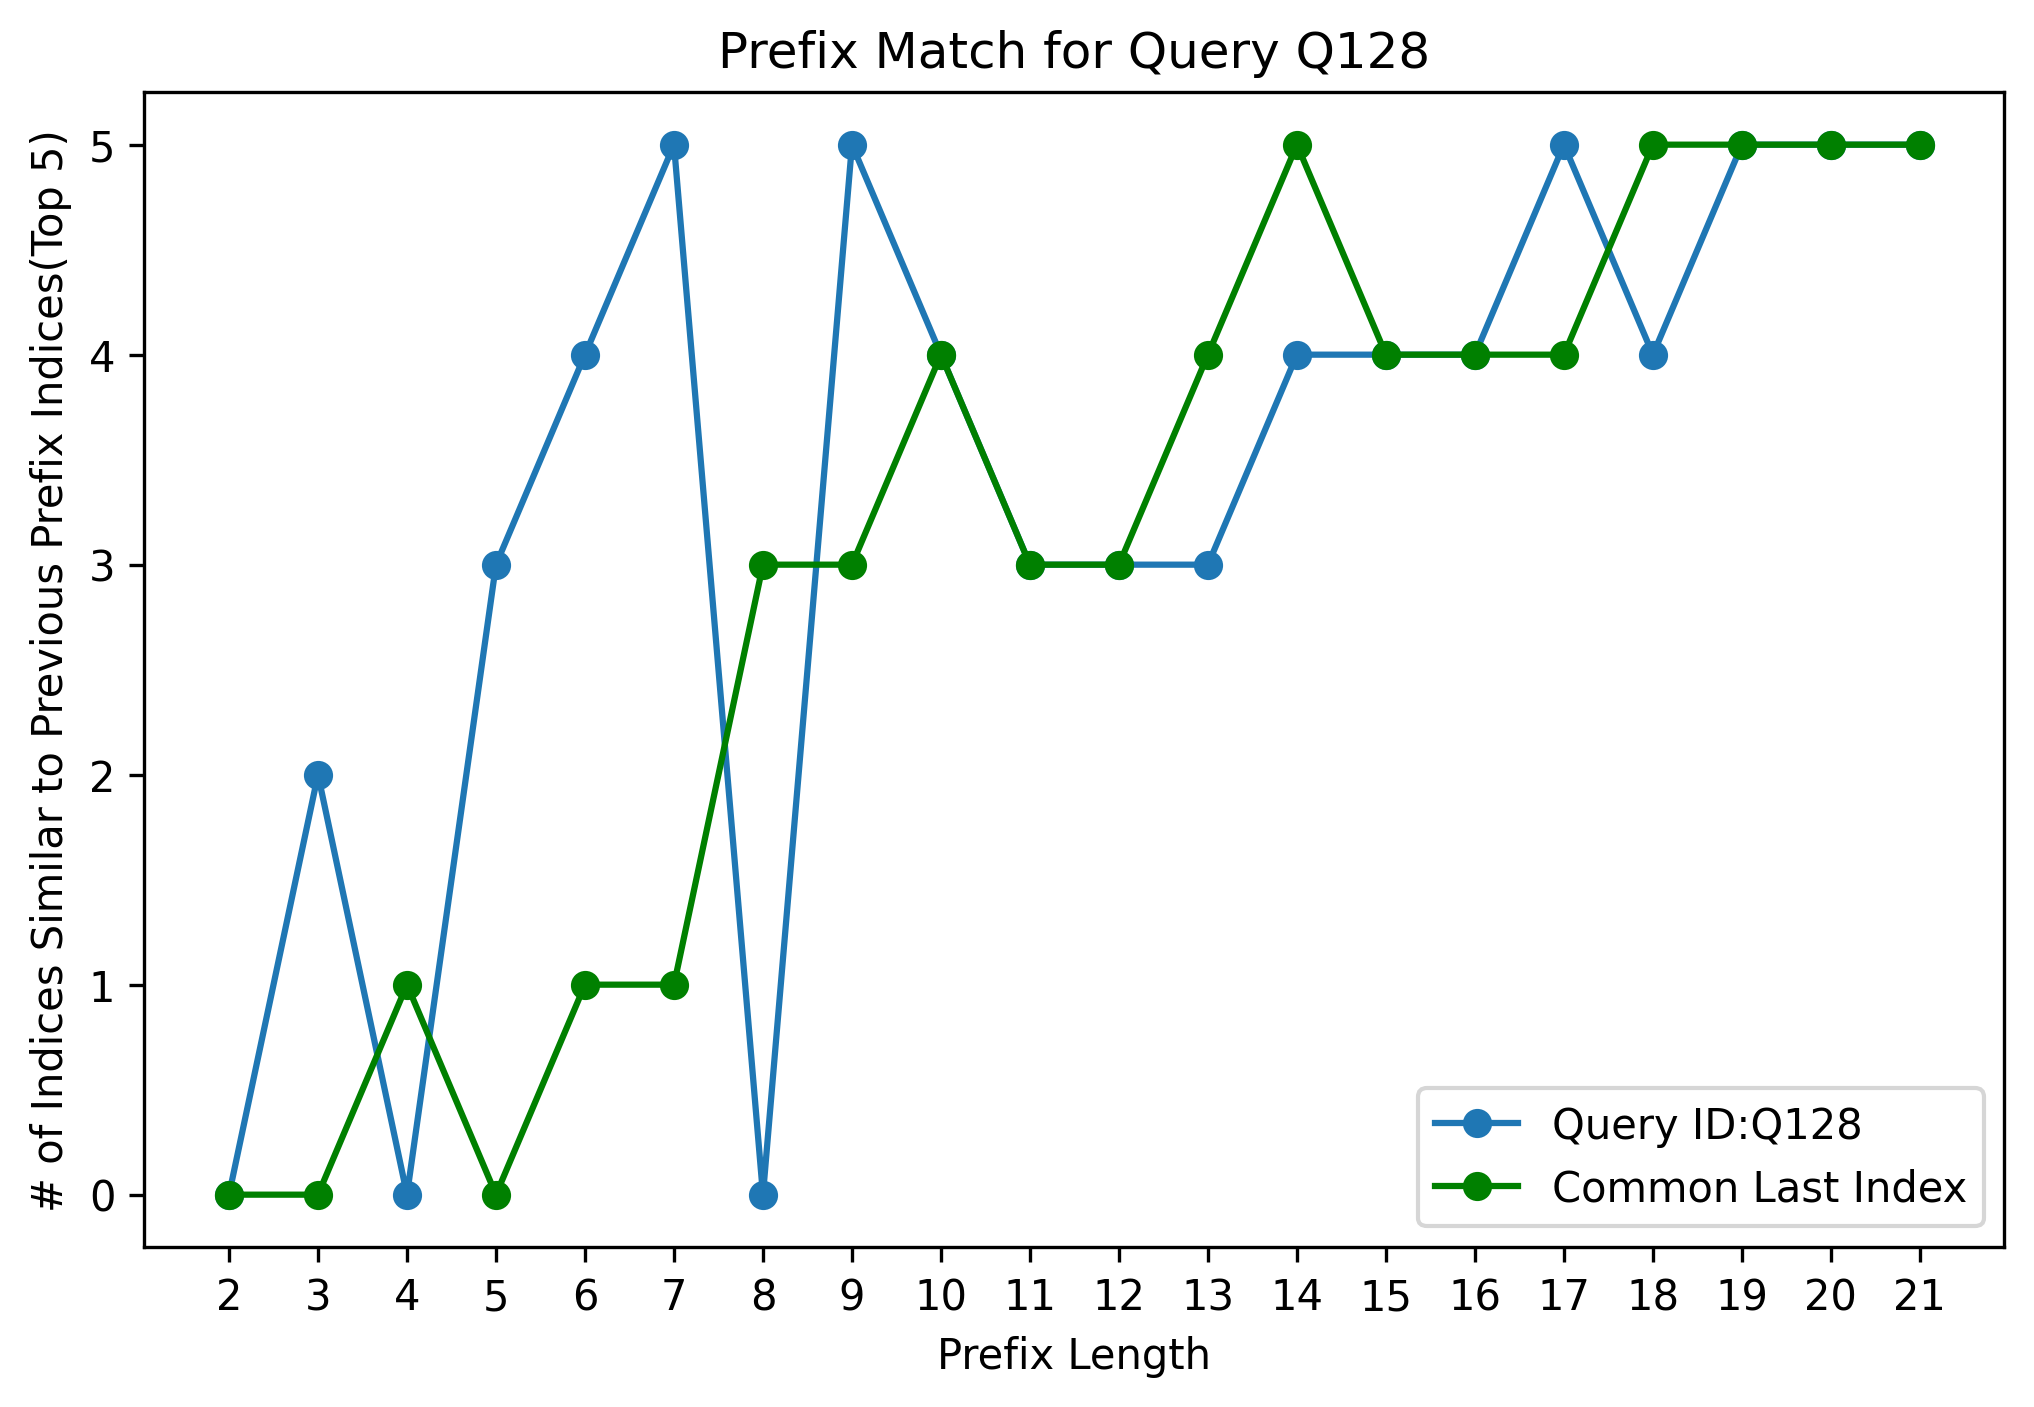 Prefix Match for Query Q128
# of Indices Similar to Previous Prefix Indices(Top 5)
5
4
3
2
1
0
Query ID:Q128
Common Last Index
2 3 4 5 6 7 8 9 10 11 12 13 14 15 16 17 18 19 20 21
Prefix Length